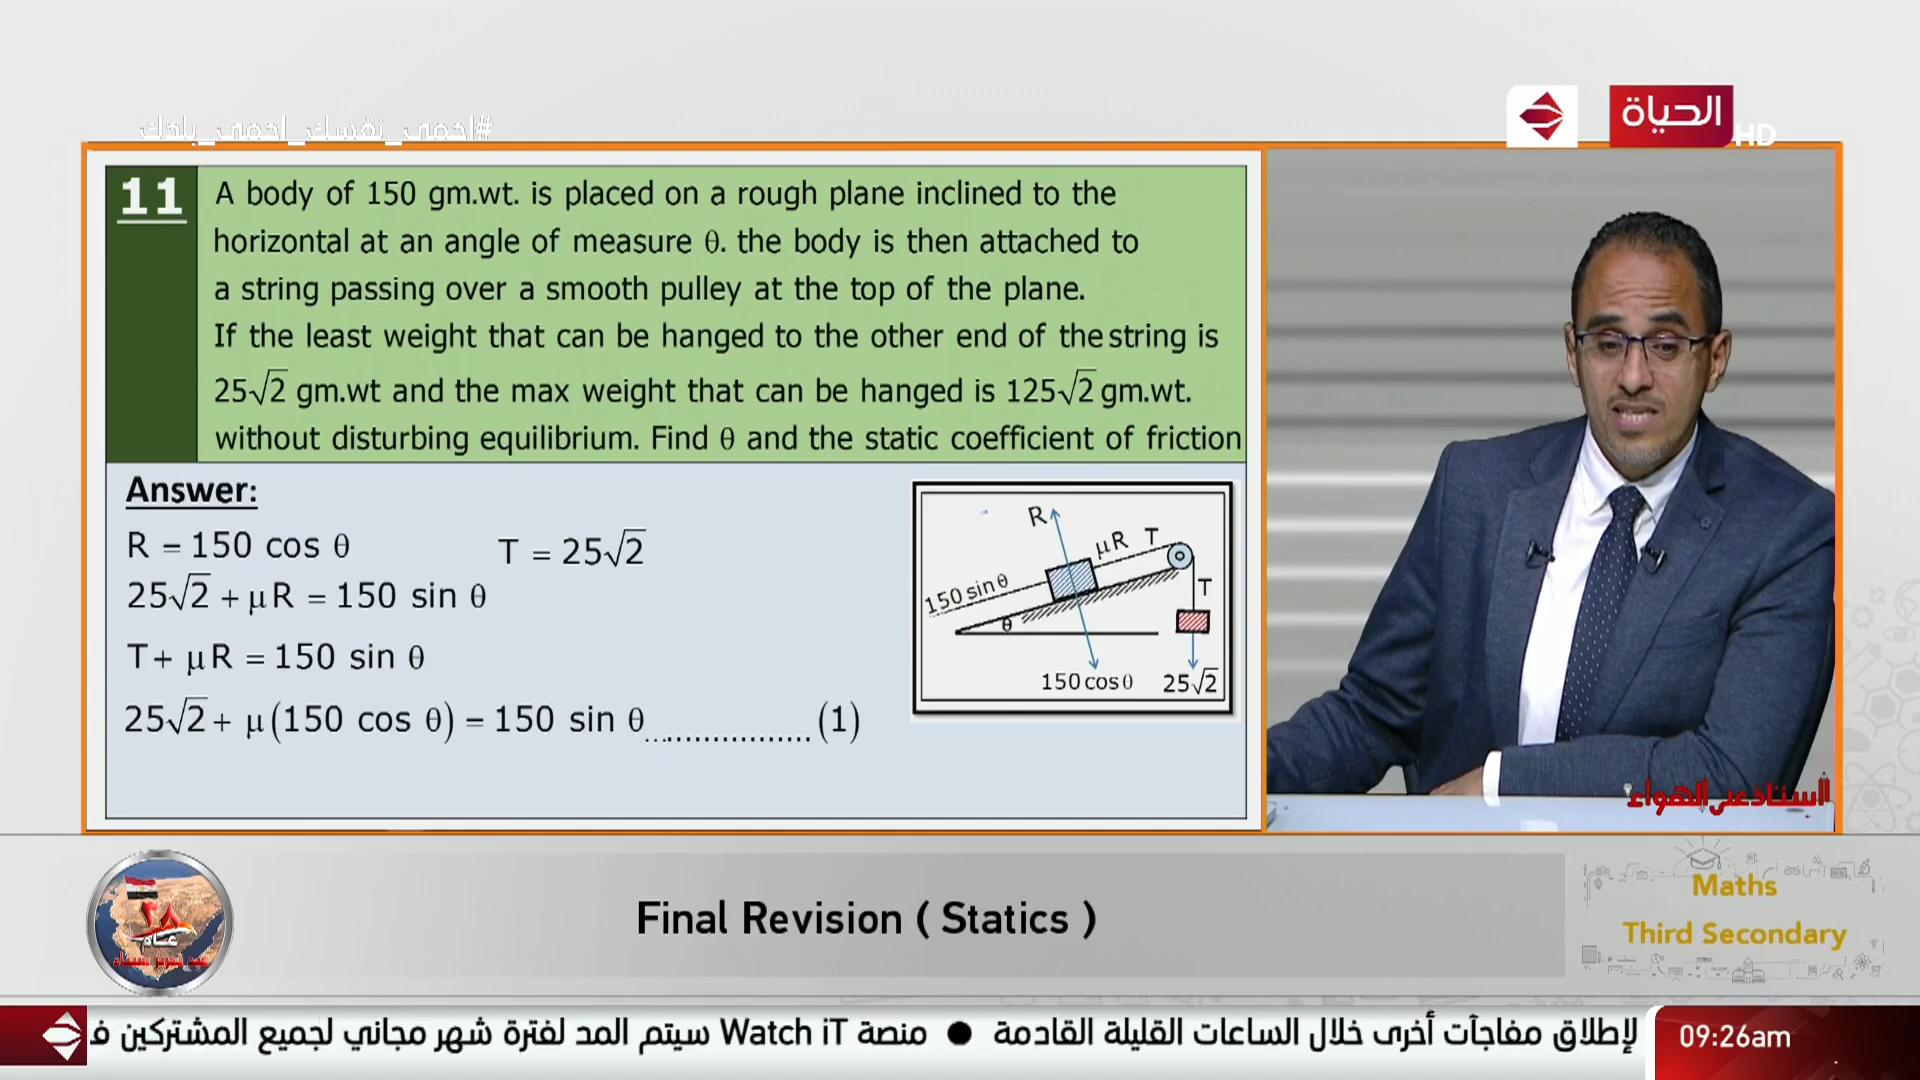 #احمي_نفسك_احمي_بلدك
الحياة
HD
11
A body of 150 gm.wt. is placed on a rough plane inclined to the
horizontal at an angle of measure θ. the body is then attached to
a string passing over a smooth pulley at the top of the plane.
If the least weight that can be hanged to the other end of the string is
25√2 gm.wt and the max weight that can be hanged is 125√2 gm.wt.
without disturbing equilibrium. Find θ and the static coefficient of friction
Answer:
R = 150 cos θ T = 25√2
25√2 + μR = 150 sin θ
T+ μR = 150 sin θ
25√2 + μ(150 cos θ) = 150 sin θ.................(1)
R
μR T
150 sin θ
T
θ
150 cos θ 25√2
الأستاذ على الهواء
٣٨
عام
Final Revision ( Statics )
Maths
Third Secondary
لإطلاق مفاجآت أخرى خلال الساعات القليلة القادمة ● منصة Watch iT سيتم المد لفترة شهر مجاني لجميع المشتركين ف
09:26am